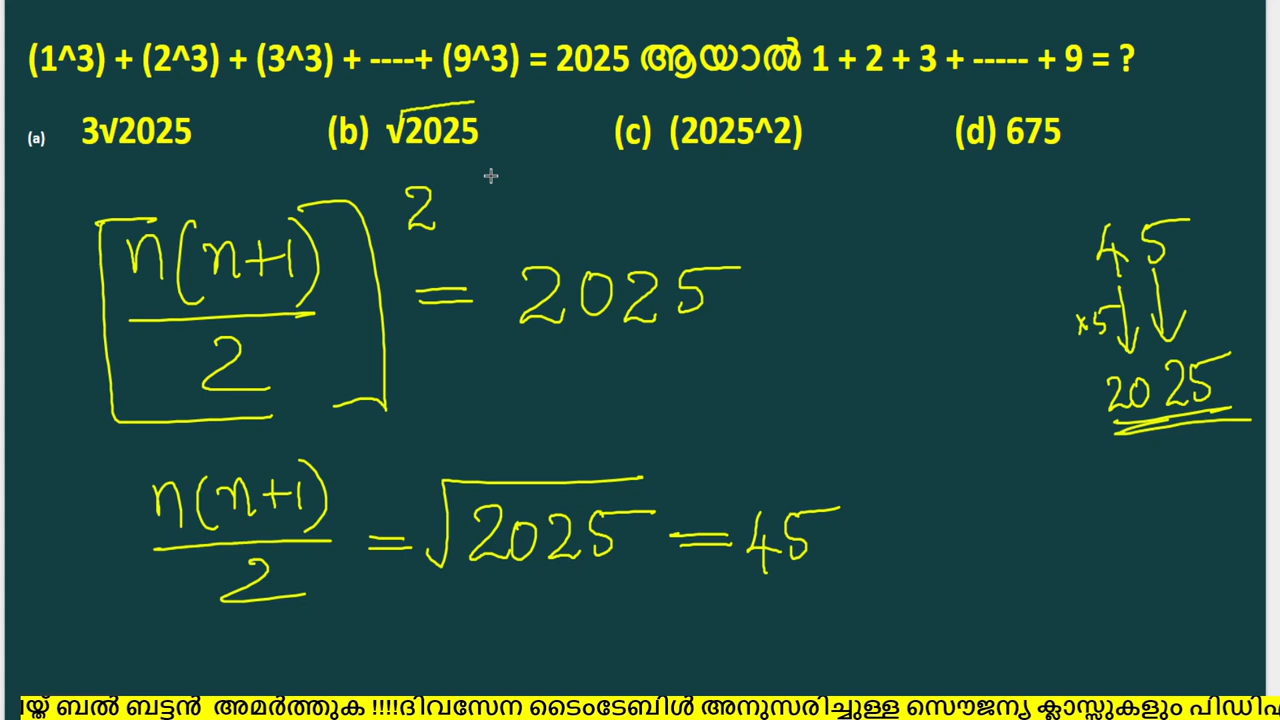 (1^3) + (2^3) + (3^3) + ----+ (9^3) = 2025 ആയാൽ 1 + 2 + 3 + ----- + 9 = ?
(a) 3√2025 (b) √2025 (c) (2025^2) (d) 675
[n(n+1)/2]² = 2025
45
×5
2025
n(n+1)/2 = √2025 = 45
ബൽ ബട്ടൻ അമർത്തുക !!!!ദിവസേന ടൈംടേബിൾ അനുസരിച്ചുള്ള സൌജന്യ ക്ലാസ്സുകളും